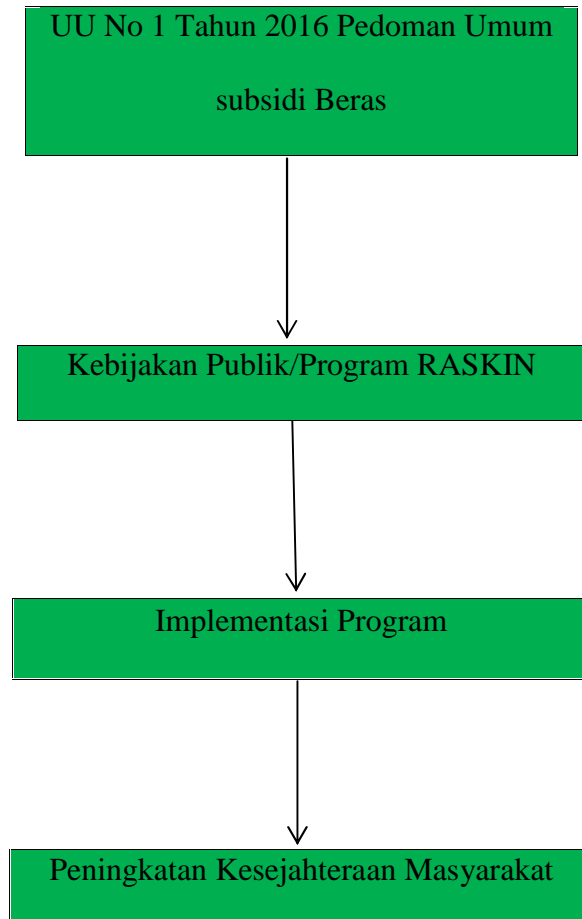 UU No 1 Tahun 2016 Pedoman Umum
subsidi Beras
Kebijakan Publik/Program RASKIN
Implementasi Program
Peningkatan Kesejahteraan Masyarakat